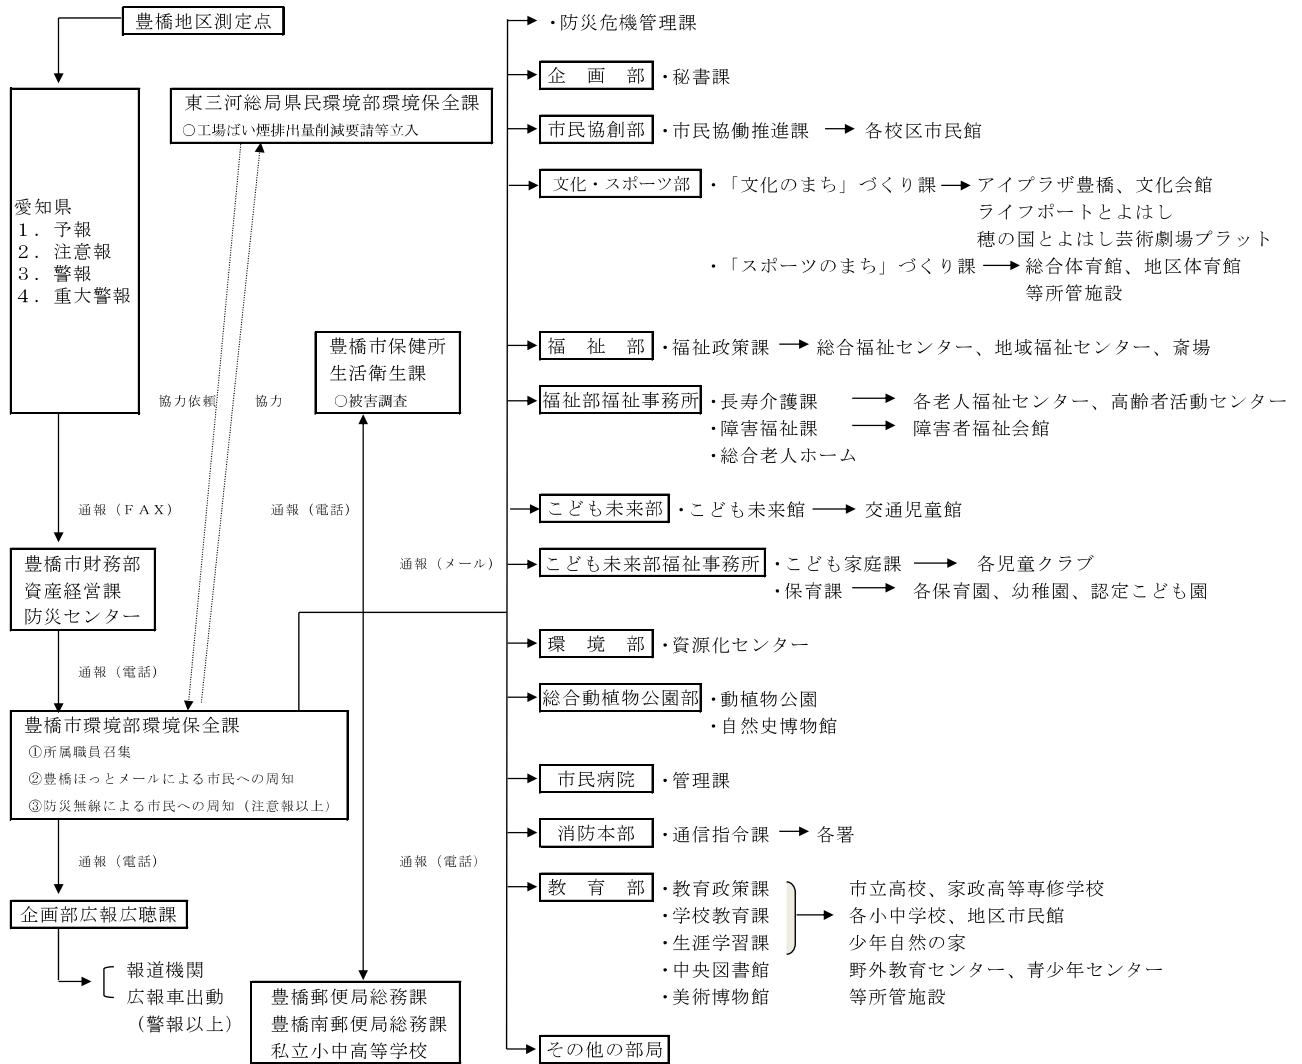 豊橋地区測定点
愛知県
１．予報
２．注意報
３．警報
４．重大警報
東三河総局県民環境部環境保全課
○工場ばい煙排出量削減要請等立入
協力依頼
協力
豊橋市保健所
生活衛生課
○被害調査
通報（ＦＡＸ）
通報（電話）
豊橋市財務部
資産経営課
防災センター
通報（電話）
通報（メール）
豊橋市環境部環境保全課
①所属職員召集
②豊橋ほっとメールによる市民への周知
③防災無線による市民への周知（注意報以上）
通報（電話）
通報（電話）
企画部広報広聴課
報道機関
広報車出動
（警報以上）
豊橋郵便局総務課
豊橋南郵便局総務課
私立小中高等学校
・防災危機管理課
企　画　部 ・秘書課
市民協創部 ・市民協働推進課 各校区市民館
文化・スポーツ部 ・「文化のまち」づくり課 アイプラザ豊橋、文化会館
ライフポートとよはし
穂の国とよはし芸術劇場プラット
・「スポーツのまち」づくり課 総合体育館、地区体育館
等所管施設
福　祉　部 ・福祉政策課 総合福祉センター、地域福祉センター、斎場
福祉部福祉事務所 ・長寿介護課 各老人福祉センター、高齢者活動センター
・障害福祉課 障害者福祉会館
・総合老人ホーム
こども未来部 ・こども未来館 交通児童館
こども未来部福祉事務所 ・こども家庭課 各児童クラブ
・保育課 各保育園、幼稚園、認定こども園
環　境　部 ・資源化センター
総合動植物公園部 ・動植物公園
・自然史博物館
市民病院 ・管理課
消防本部 ・通信指令課 各署
教　育　部 ・教育政策課 市立高校、家政高等専修学校
・学校教育課 各小中学校、地区市民館
・生涯学習課 少年自然の家
・中央図書館 野外教育センター、青少年センター
・美術博物館 等所管施設
その他の部局